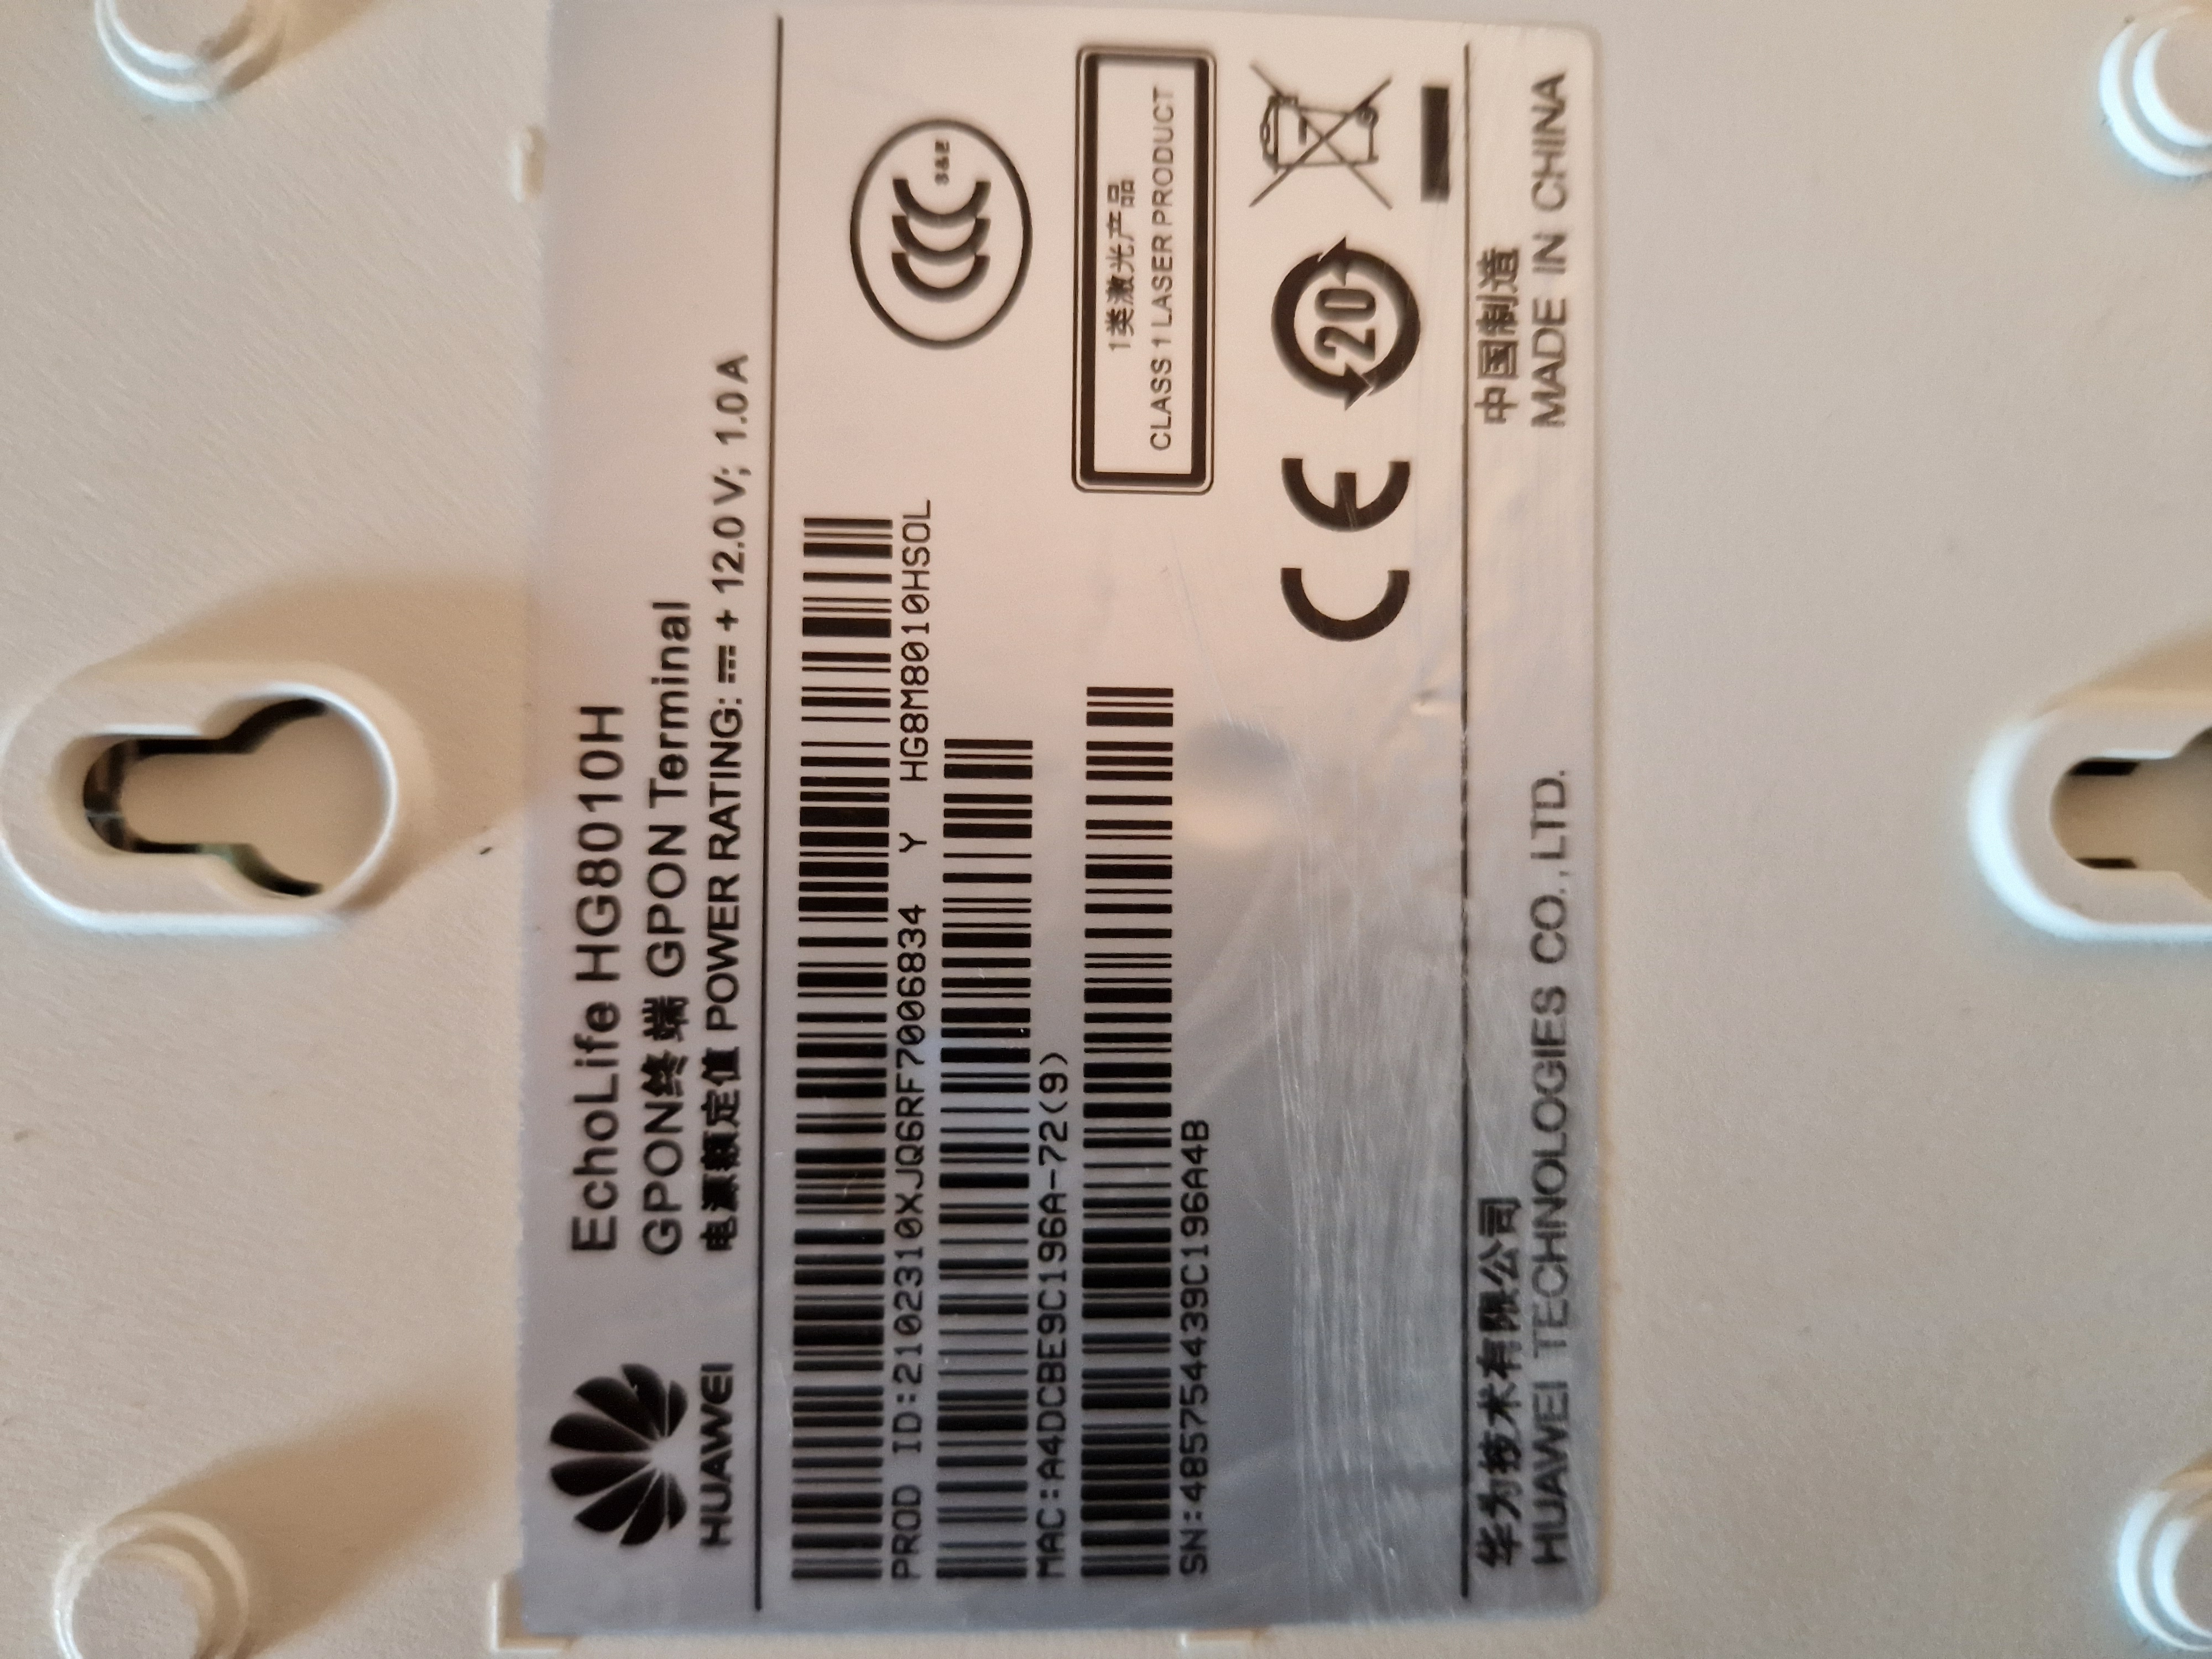 HUAWEI
EchoLife HG8010H
GPON终端 GPON Terminal
电源额定值 POWER RATING: ⎓ + 12.0 V; 1.0 A
PROD ID:2102310XJQ6RF7006834 Y HG8M8010HSOL
MAC:A4DCBE9C196A-72(9)
SN:485754439C196A4B
CCC S&E
1类激光产品
CLASS 1 LASER PRODUCT
CE 20
华为技术有限公司 中国制造
HUAWEI TECHNOLOGIES CO.,LTD. MADE IN CHINA